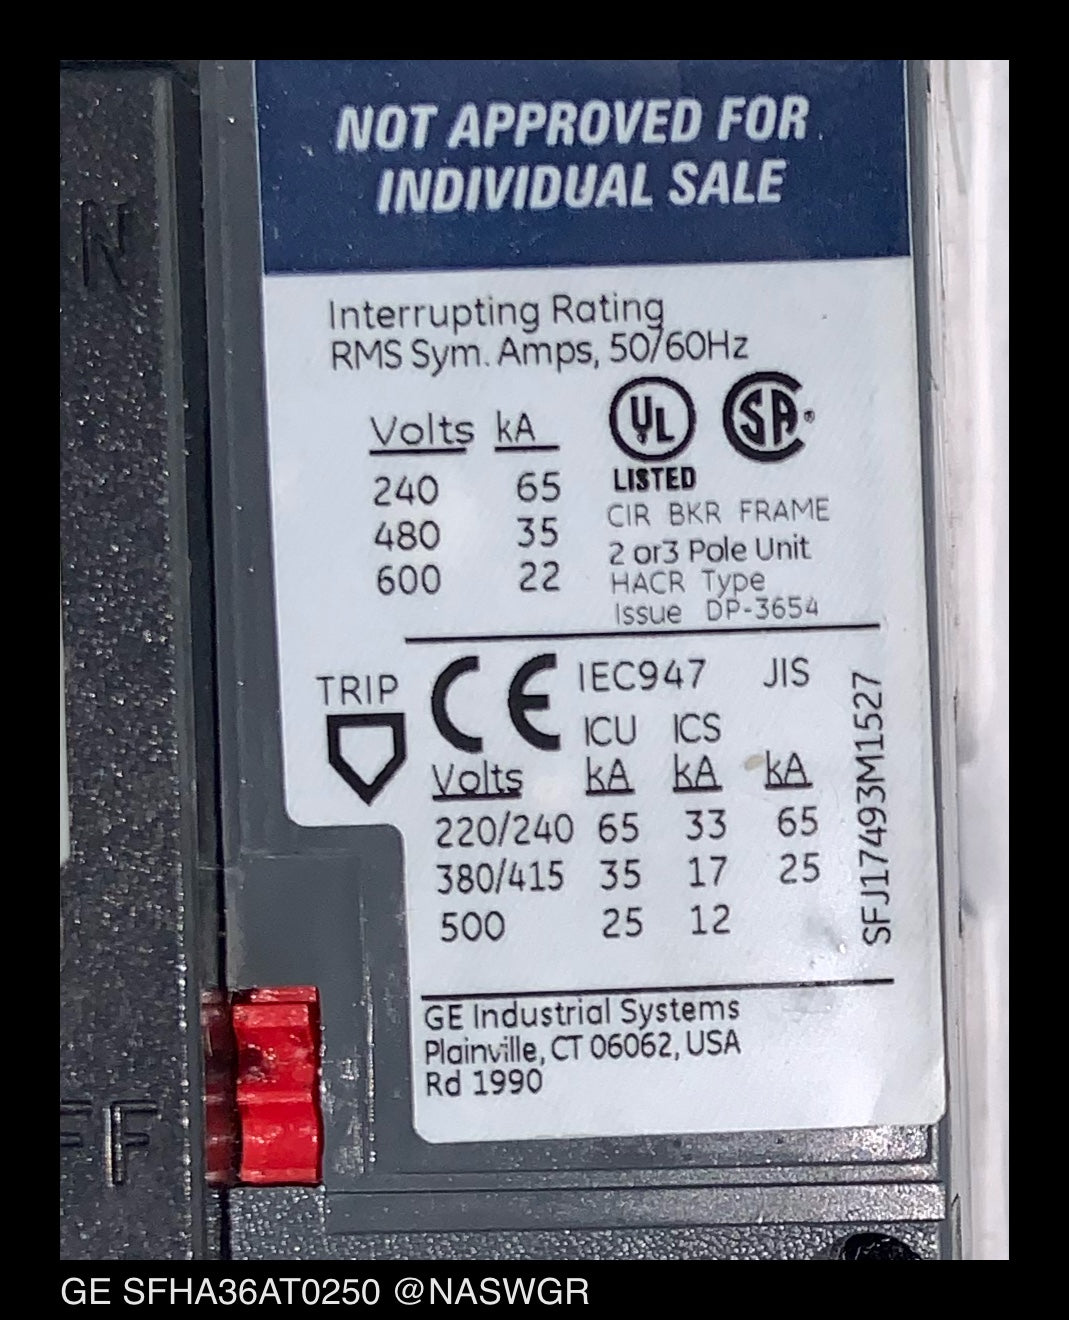 NOT APPROVED FOR
INDIVIDUAL SALE
Interrupting Rating
RMS Sym. Amps, 50/60Hz
Volts kA
240 65
480 35
600 22
UL SA®
LISTED
CIR BKR FRAME
2 or3 Pole Unit
HACR Type
Issue DP-3654
TRIP
CE IEC947 JIS
ICU ICS
Volts kA kA kA
220/240 65 33 65
380/415 35 17 25
500 25 12
SFJ17493M1527
GE Industrial Systems
Plainville, CT 06062, USA
Rd 1990
N
FF
GE SFHA36AT0250 @NASWGR